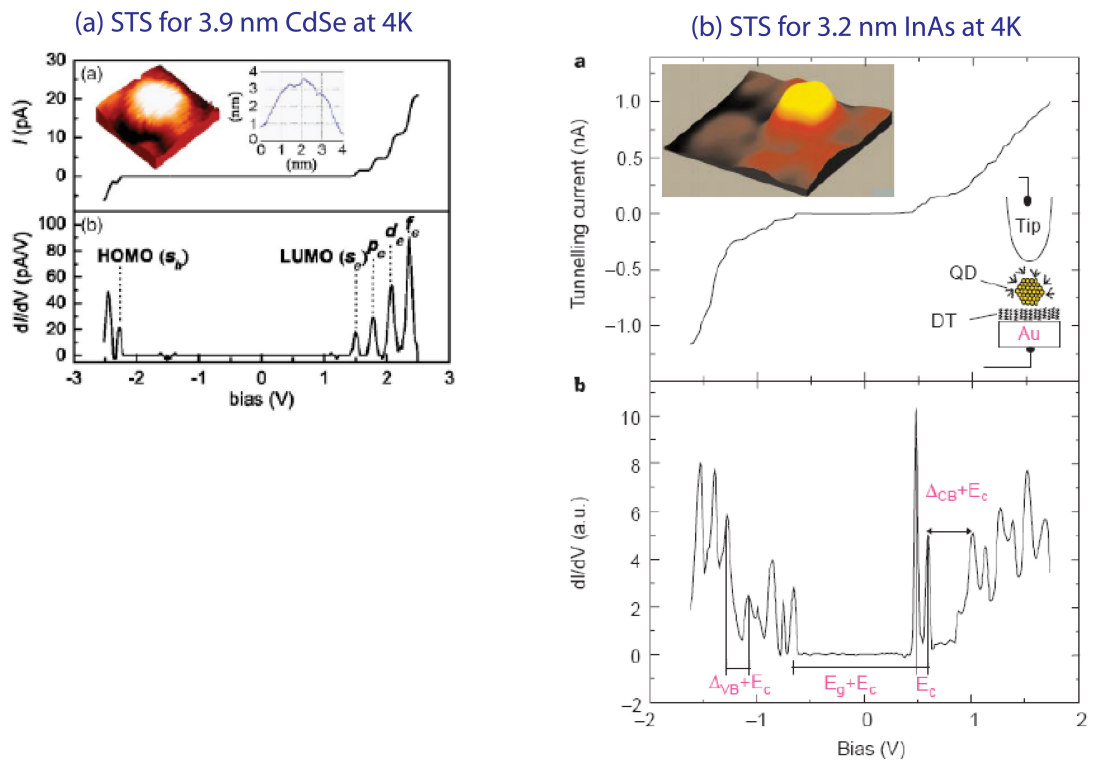 (a) STS for 3.9 nm CdSe at 4K
30
20
10
0
I (pA)
(a)
4
3
2
1
0
(nm)
0 1 2 3 4
(nm)
100
80
60
40
20
0
dI/dV (pA/V)
(b)
HOMO (s_h)
LUMO (s_e)
p_e
d_e
f_e
-3 -2 -1 0 1 2 3
bias (V)
(b) STS for 3.2 nm InAs at 4K
a
1.0
0.5
0.0
−0.5
−1.0
Tunnelling current (nA)
Tip
QD
DT
Au
b
10
8
6
4
2
0
−2
dI/dV (a.u.)
Δ_CB+E_c
Δ_VB+E_c
E_g+E_c
E_c
−2 −1 0 1 2
Bias (V)